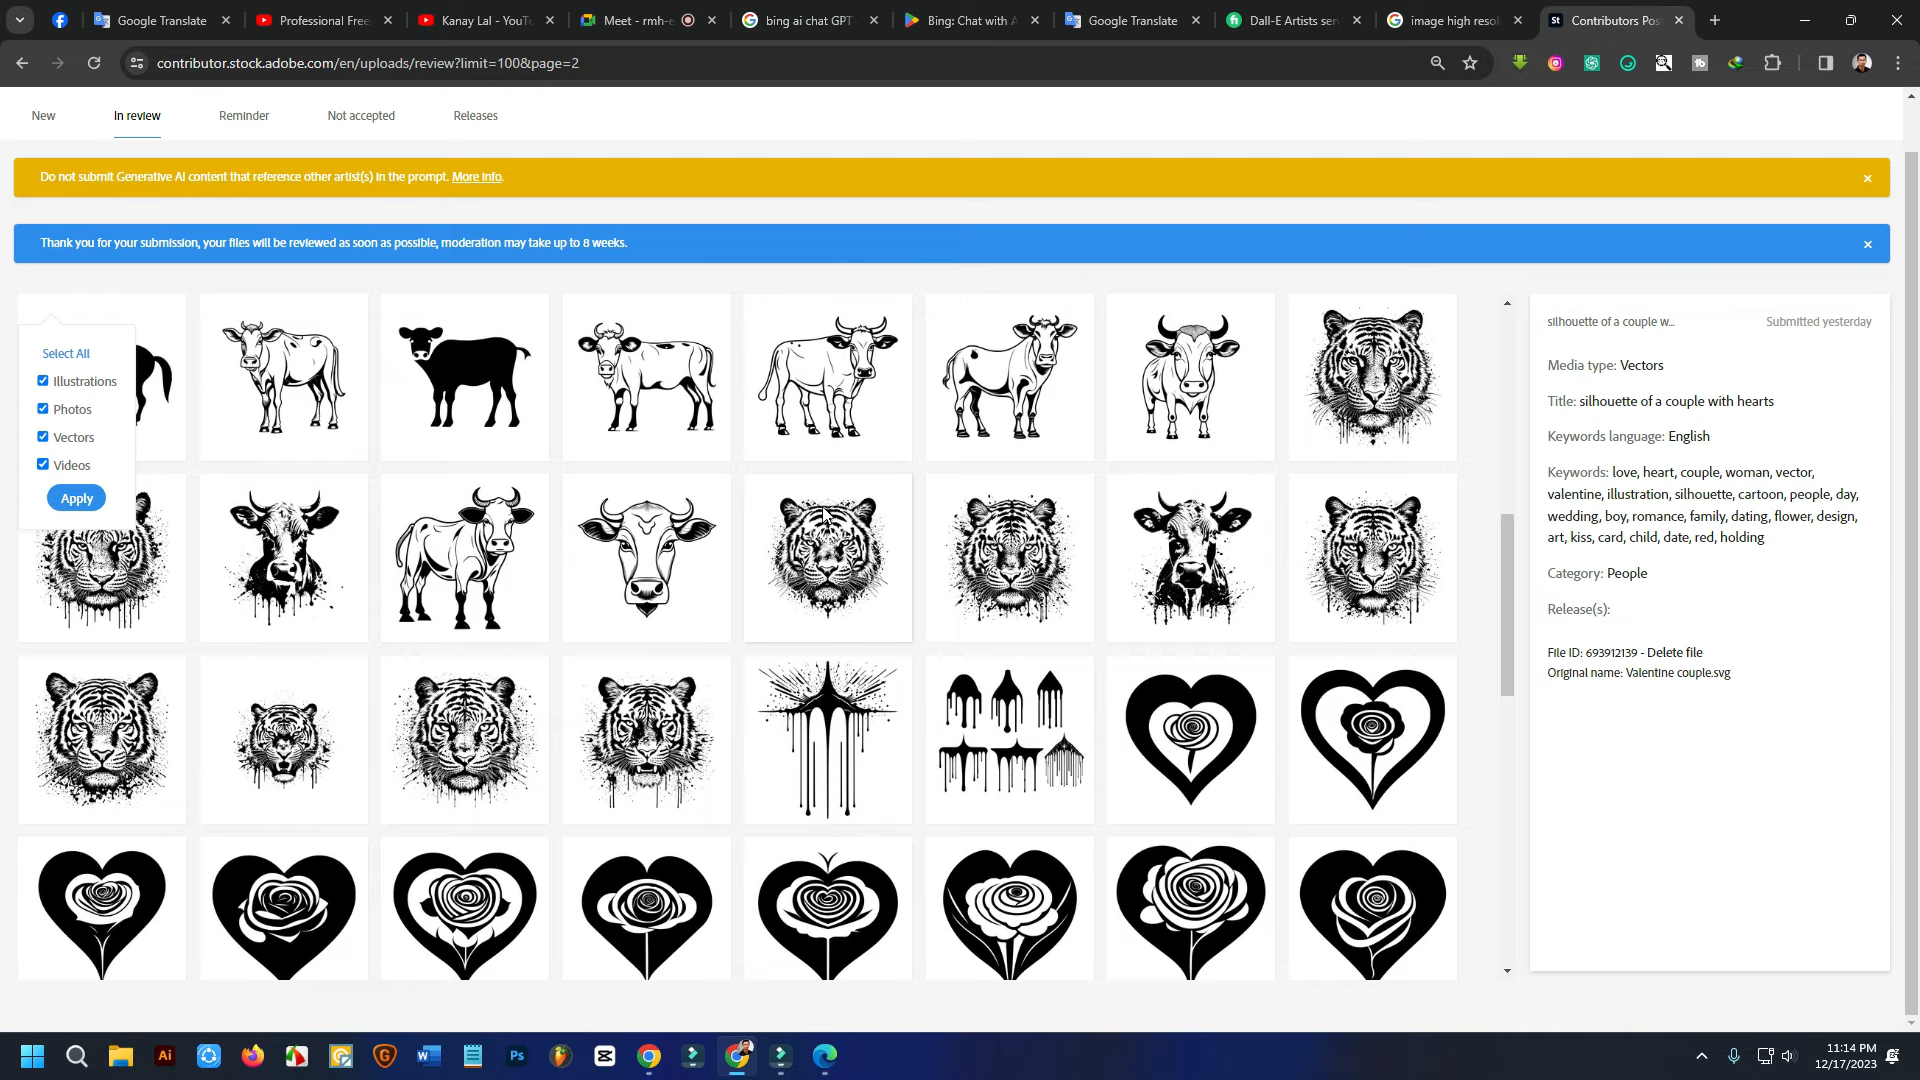 Google Translate
Professional Free
Kanay Lal - YouTu
Meet - rmh-e
bing ai chat GPT
Bing: Chat with A
Google Translate
Dall-E Artists ser
image high resol
Contributors Por
contributor.stock.adobe.com/en/uploads/review?limit=100&page=2
New
In review
Reminder
Not accepted
Releases
Do not submit Generative AI content that reference other artist(s) in the prompt. More info.
Thank you for your submission, your files will be reviewed as soon as possible, moderation may take up to 8 weeks.
Select All
Illustrations
Photos
Vectors
Videos
Apply
silhouette of a couple w...
Submitted yesterday
Media type: Vectors
Title: silhouette of a couple with hearts
Keywords language: English
Keywords: love, heart, couple, woman, vector,
valentine, illustration, silhouette, cartoon, people, day,
wedding, boy, romance, family, dating, flower, design,
art, kiss, card, child, date, red, holding
Category: People
Release(s):
File ID: 693912139 - Delete file
Original name: Valentine couple.svg
11:14 PM
12/17/2023